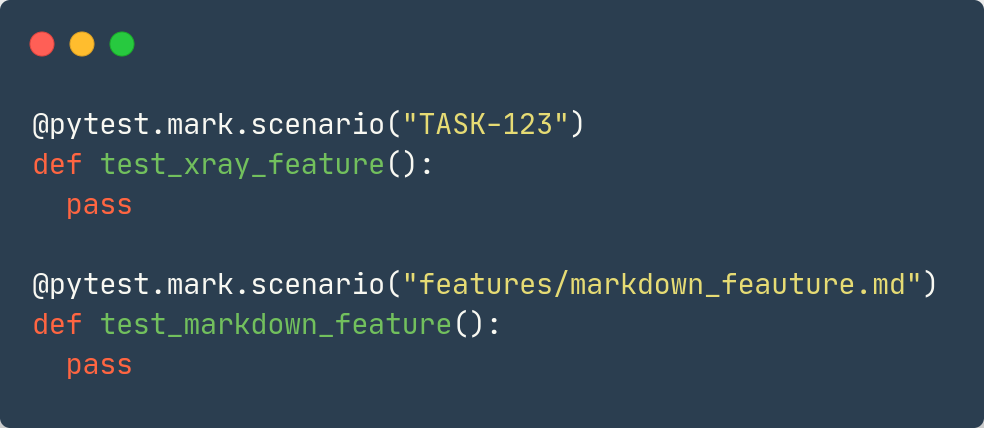 @pytest.mark.scenario("TASK-123")
def test_xray_feature():
  pass
@pytest.mark.scenario("features/markdown_feauture.md")
def test_markdown_feature():
  pass